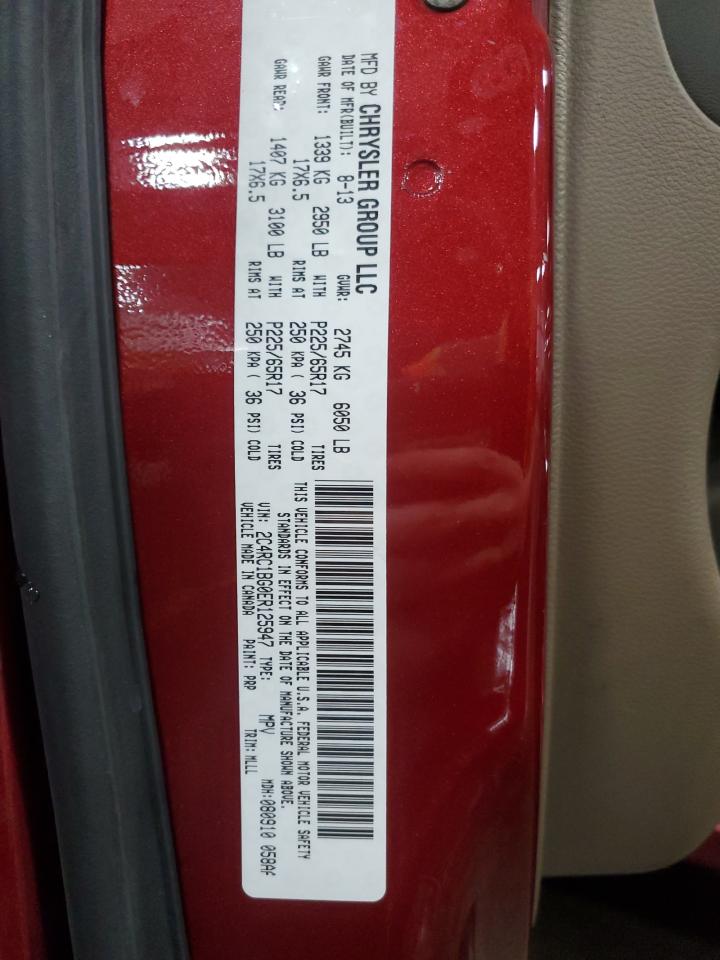 MFD BY CHRYSLER GROUP LLC
DATE OF MFR(BUILT): 8-13 GVWR: 2745 KG 6050 LB
GAWR FRONT: 1339 KG 2950 LB WITH P225/65R17 TIRES
17X6.5 RIMS AT 250 KPA ( 36 PSI) COLD
GAWR REAR: 1407 KG 3100 LB WITH P225/65R17 TIRES
17X6.5 RIMS AT 250 KPA ( 36 PSI) COLD
THIS VEHICLE CONFORMS TO ALL APPLICABLE U.S.A. FEDERAL MOTOR VEHICLE SAFETY
STANDARDS IN EFFECT ON THE DATE OF MANUFACTURE SHOWN ABOVE.
VIN: 2C4RC1BG0ER125947 TYPE: MPV MDH:080910 058AF
VEHICLE MADE IN CANADA PAINT: PRP TRIM: MLLL